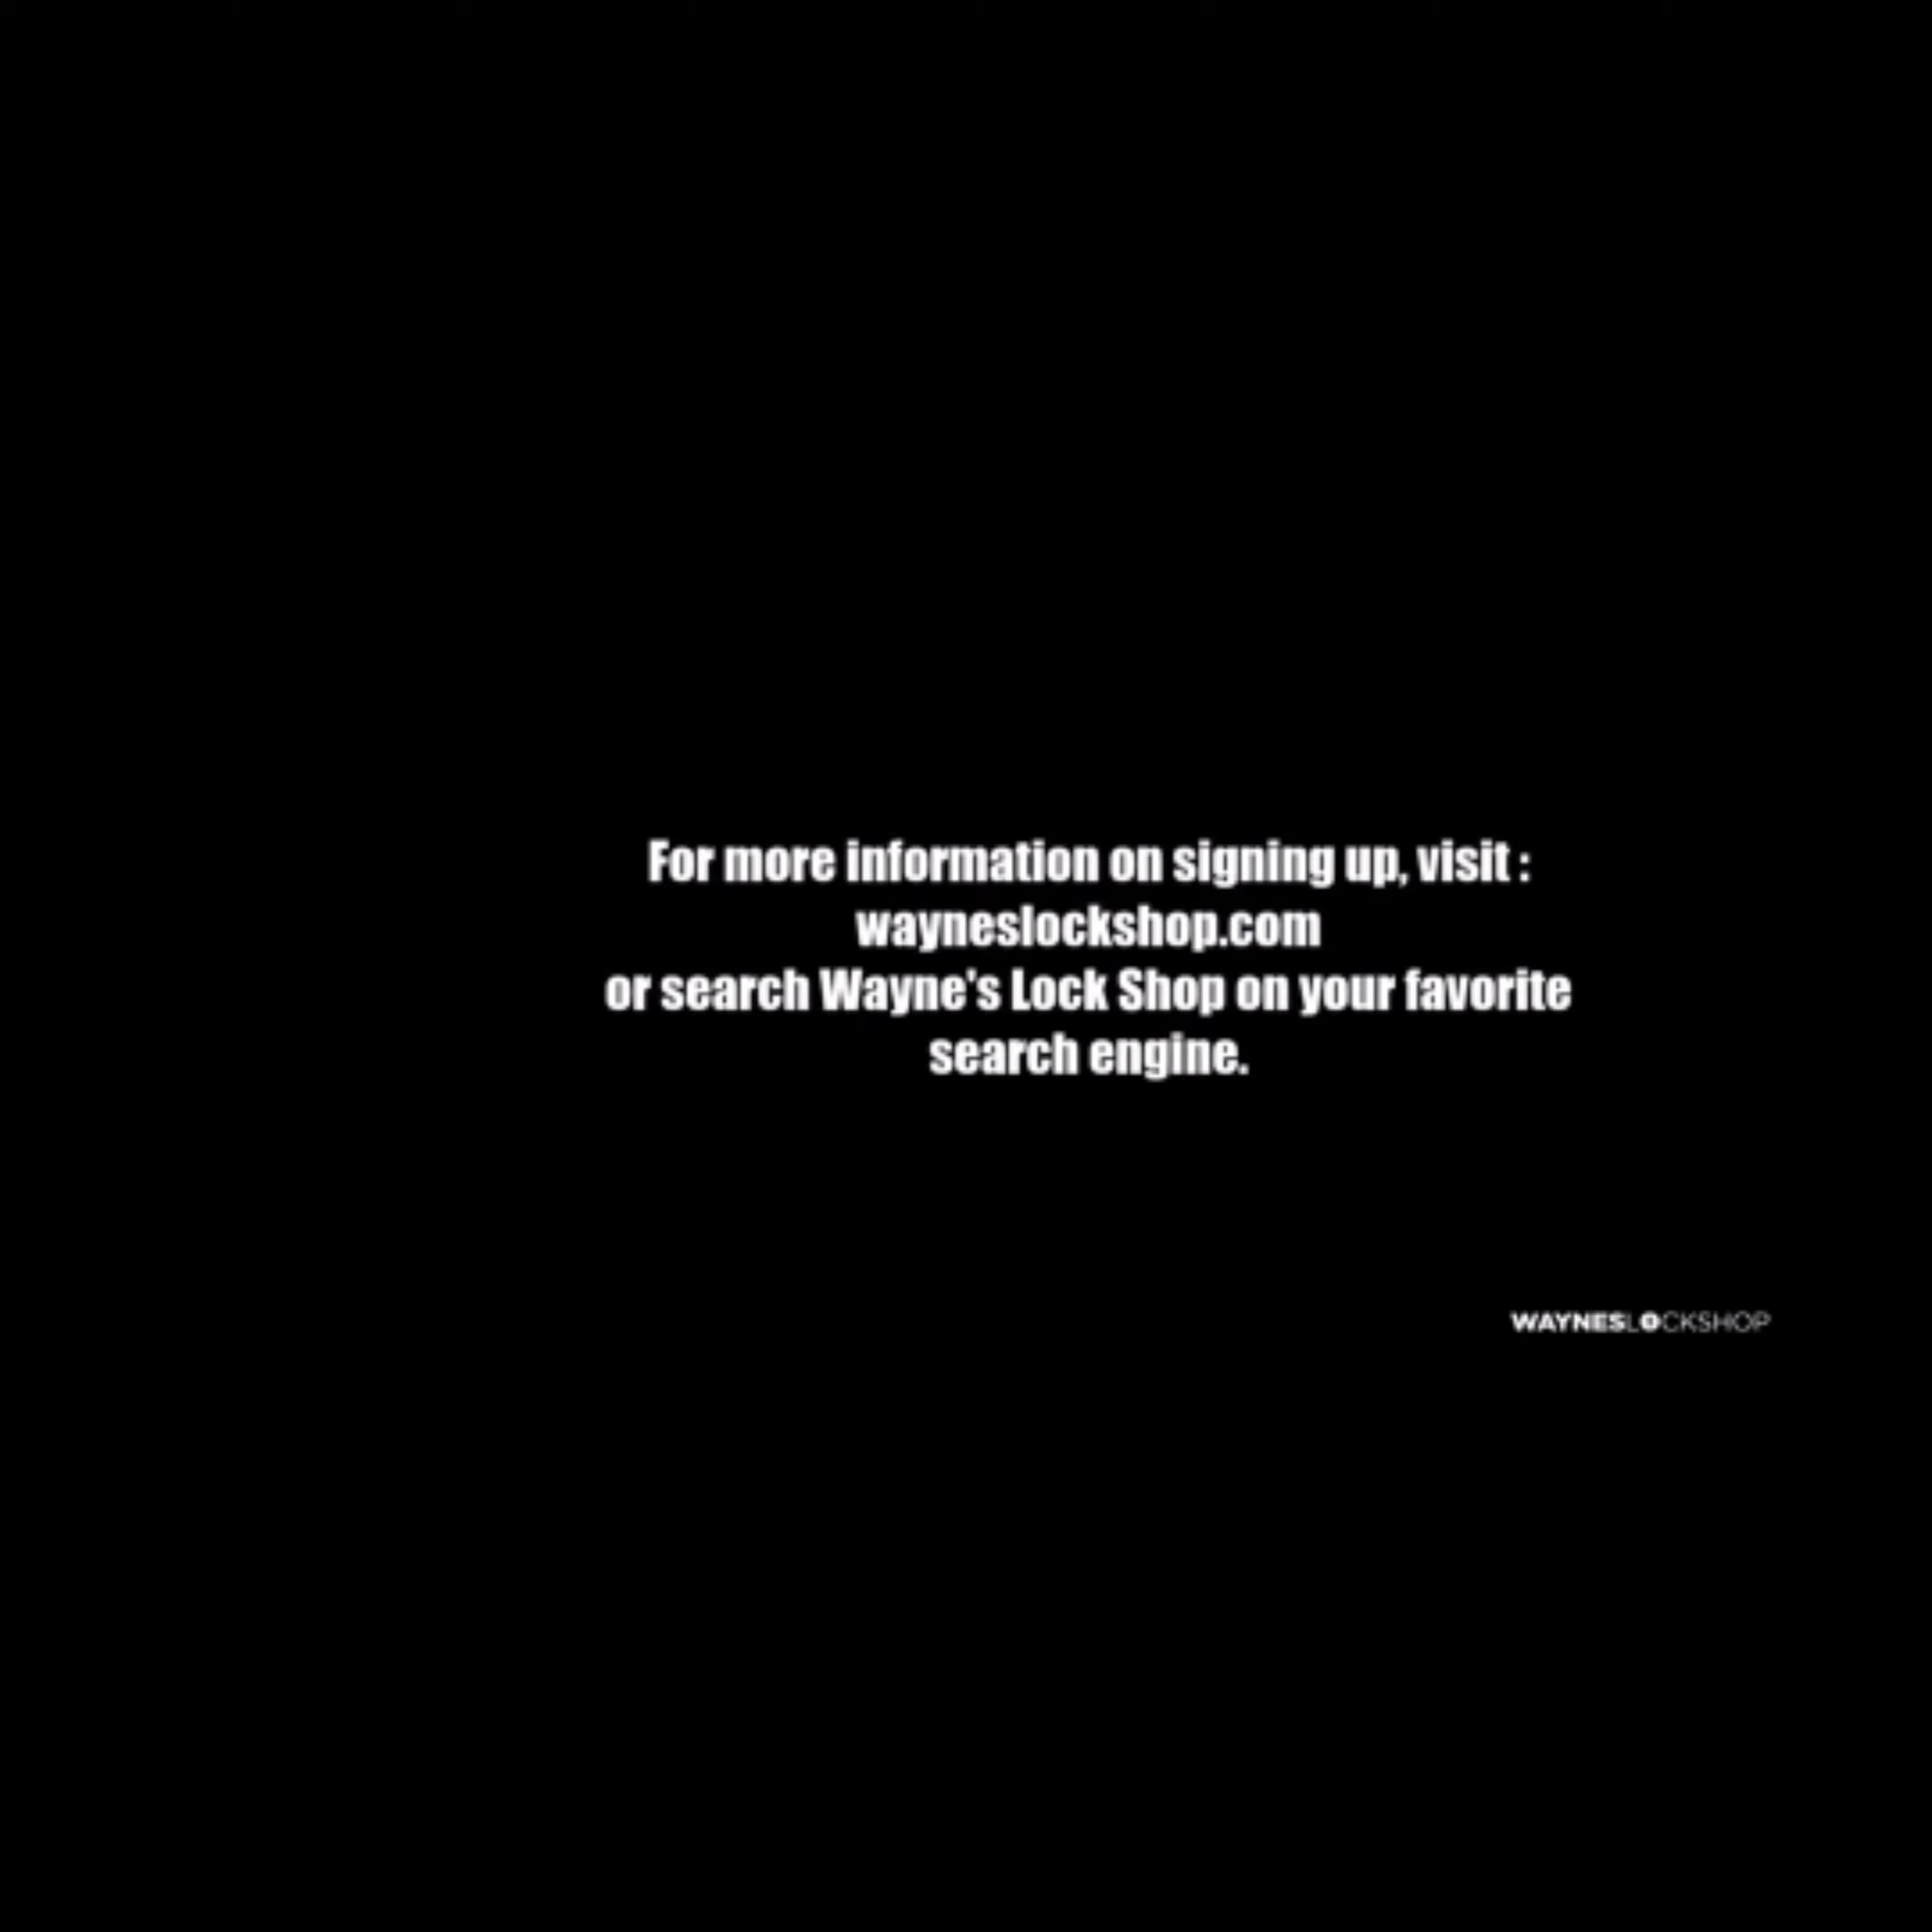 For more information on signing up, visit :
wayneslockshop.com
or search Wayne's Lock Shop on your favorite
search engine.
WAYNESLOCKSHOP